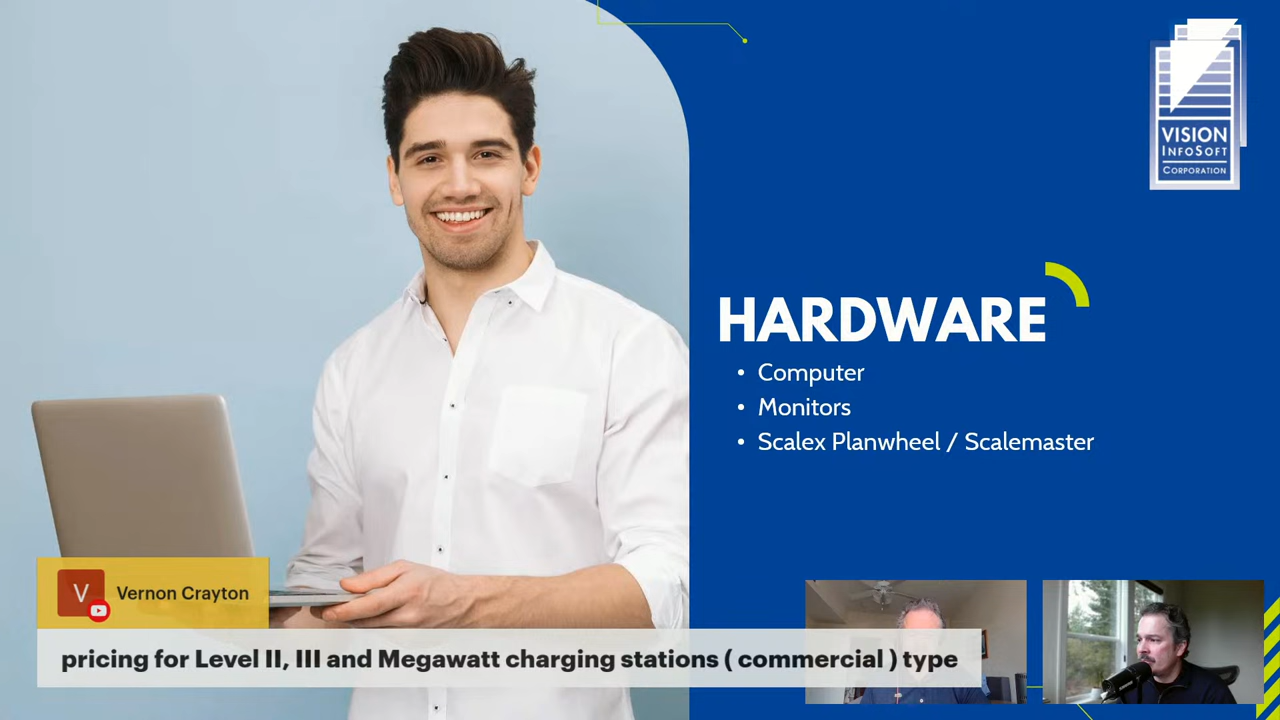 VISION
INFOSOFT
CORPORATION
HARDWARE
• Computer
• Monitors
• Scalex Planwheel / Scalemaster
V
Vernon Crayton
pricing for Level II, III and Megawatt charging stations ( commercial ) type